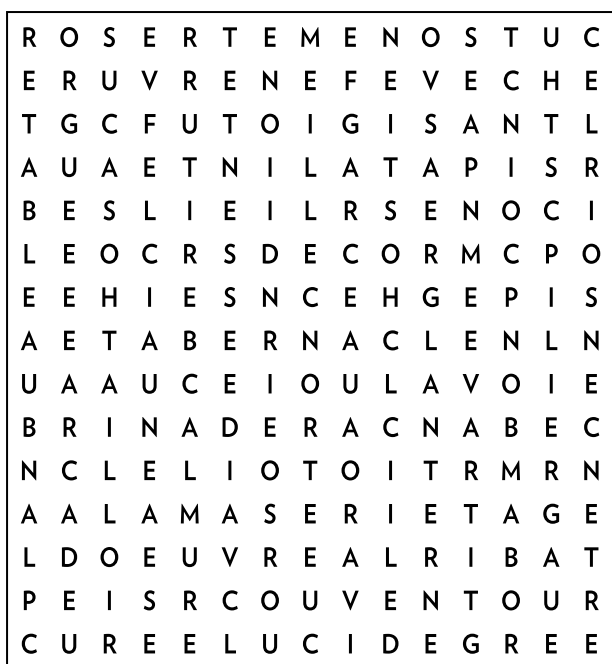 R O S E R T E M E N O S T U C
E R U V R E N E F E V E C H E
T G C F U T O I G I S A N T L
A U A E T N I L A T A P I S R
B E S L I E I L R S E N O C I
L E O C R S D E C O R M C P O
E E H I E S N C E H G E P I S
A E T A B E R N A C L E N L N
U A A U C E I O U L A V O I E
B R I N A D E R A C N A B E C
N C L E L I O T O I T R M R N
A A L A M A S E R I E T A G E
L D O E U V R E A L R I B A T
P E I S R C O U V E N T O U R
C U R E E L U C I D E G R E E